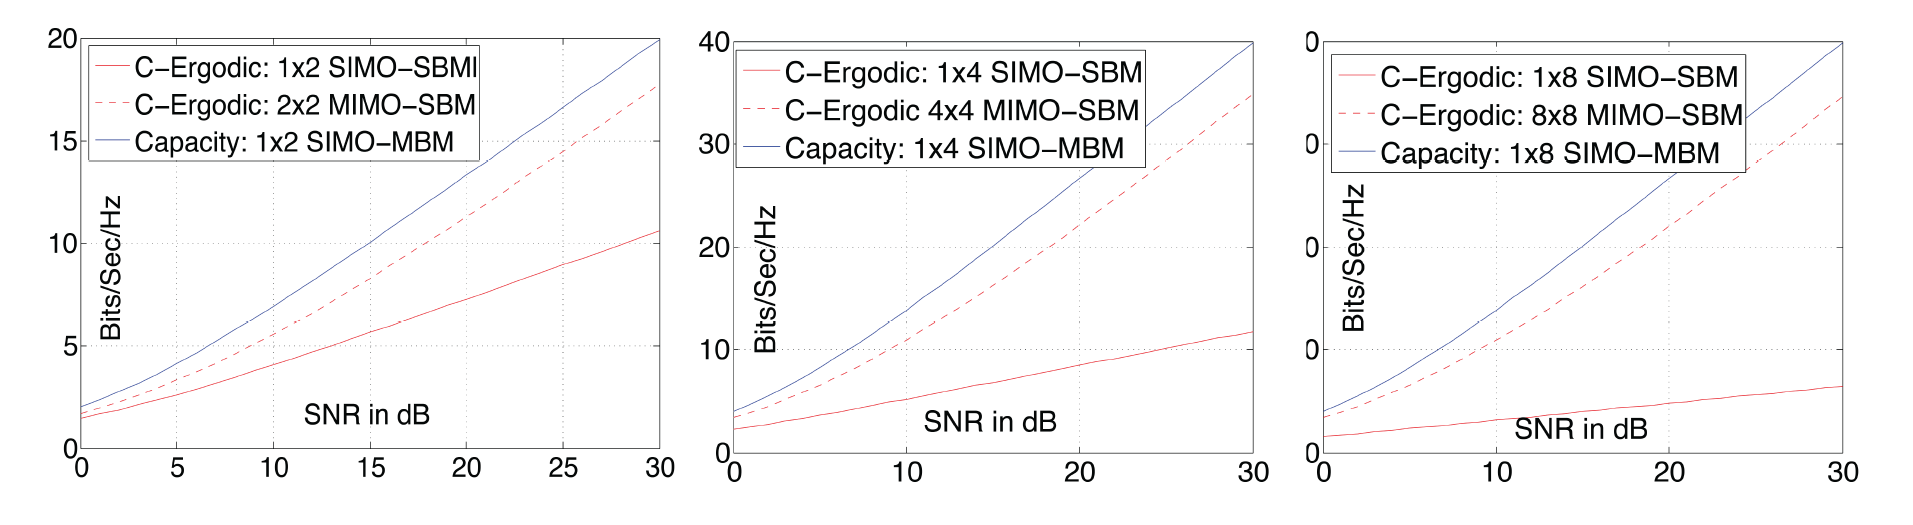 20
15
10
5
0
C-Ergodic: 1x2 SIMO-SBMI
C-Ergodic: 2x2 MIMO-SBM
Capacity: 1x2 SIMO-MBM
Bits/Sec/Hz
SNR in dB
0 5 10 15 20 25 30
40
30
20
10
0
C-Ergodic: 1x4 SIMO-SBM
C-Ergodic 4x4 MIMO-SBM
Capacity: 1x4 SIMO-MBM
Bits/Sec/Hz
SNR in dB
0 10 20 30
0
0
0
0
0
C-Ergodic: 1x8 SIMO-SBM
C-Ergodic: 8x8 MIMO-SBM
Capacity: 1x8 SIMO-MBM
Bits/Sec/Hz
SNR in dB
0 10 20 30